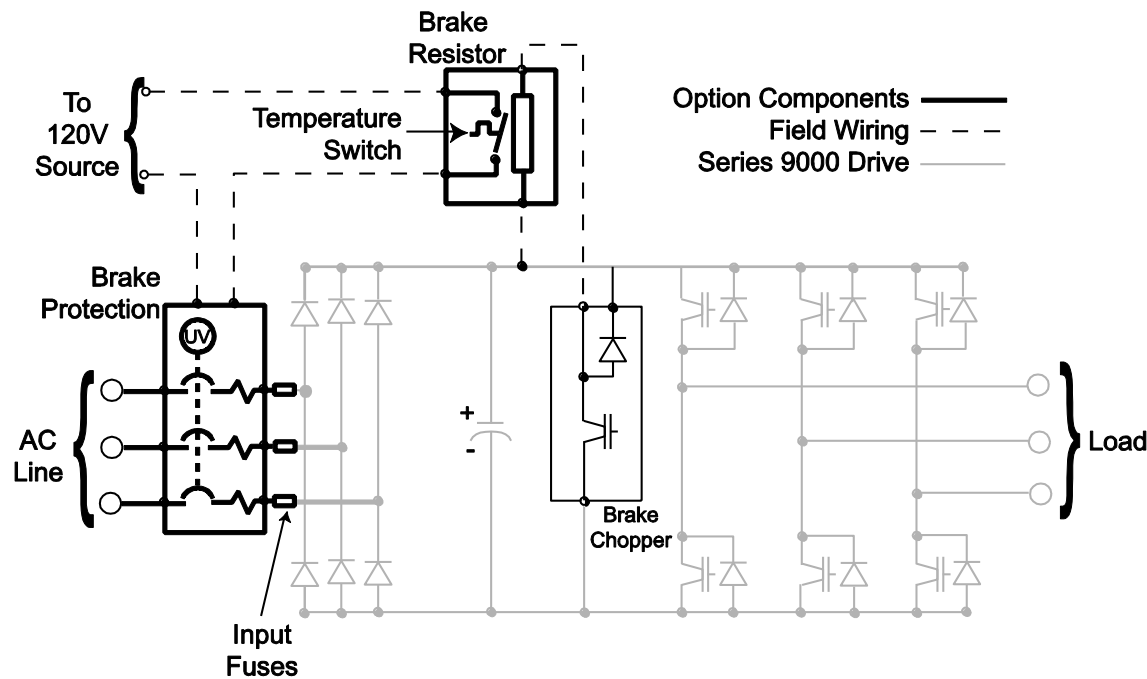 Brake
Resistor
To
120V
Source
Temperature
Switch
Option Components
Field Wiring
Series 9000 Drive
Brake
Protection
UV
AC
Line
+
-
Brake
Chopper
Load
Input
Fuses